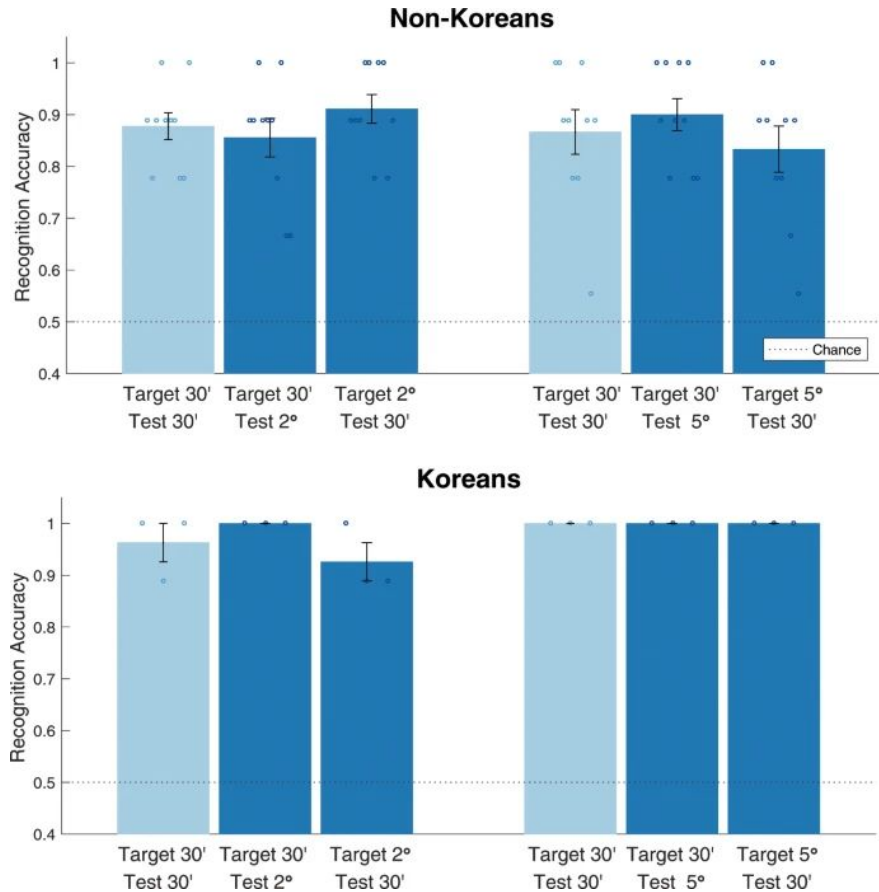 Non-Koreans
Recognition Accuracy
1
0.9
0.8
0.7
0.6
0.5
0.4
Chance
Target 30' Target 30' Target 2° Target 30' Target 30' Target 5°
Test 30' Test 2° Test 30' Test 30' Test 5° Test 30'
Koreans
Recognition Accuracy
1
0.9
0.8
0.7
0.6
0.5
0.4
Target 30' Target 30' Target 2° Target 30' Target 30' Target 5°
Test 30' Test 2° Test 30' Test 30' Test 5° Test 30'